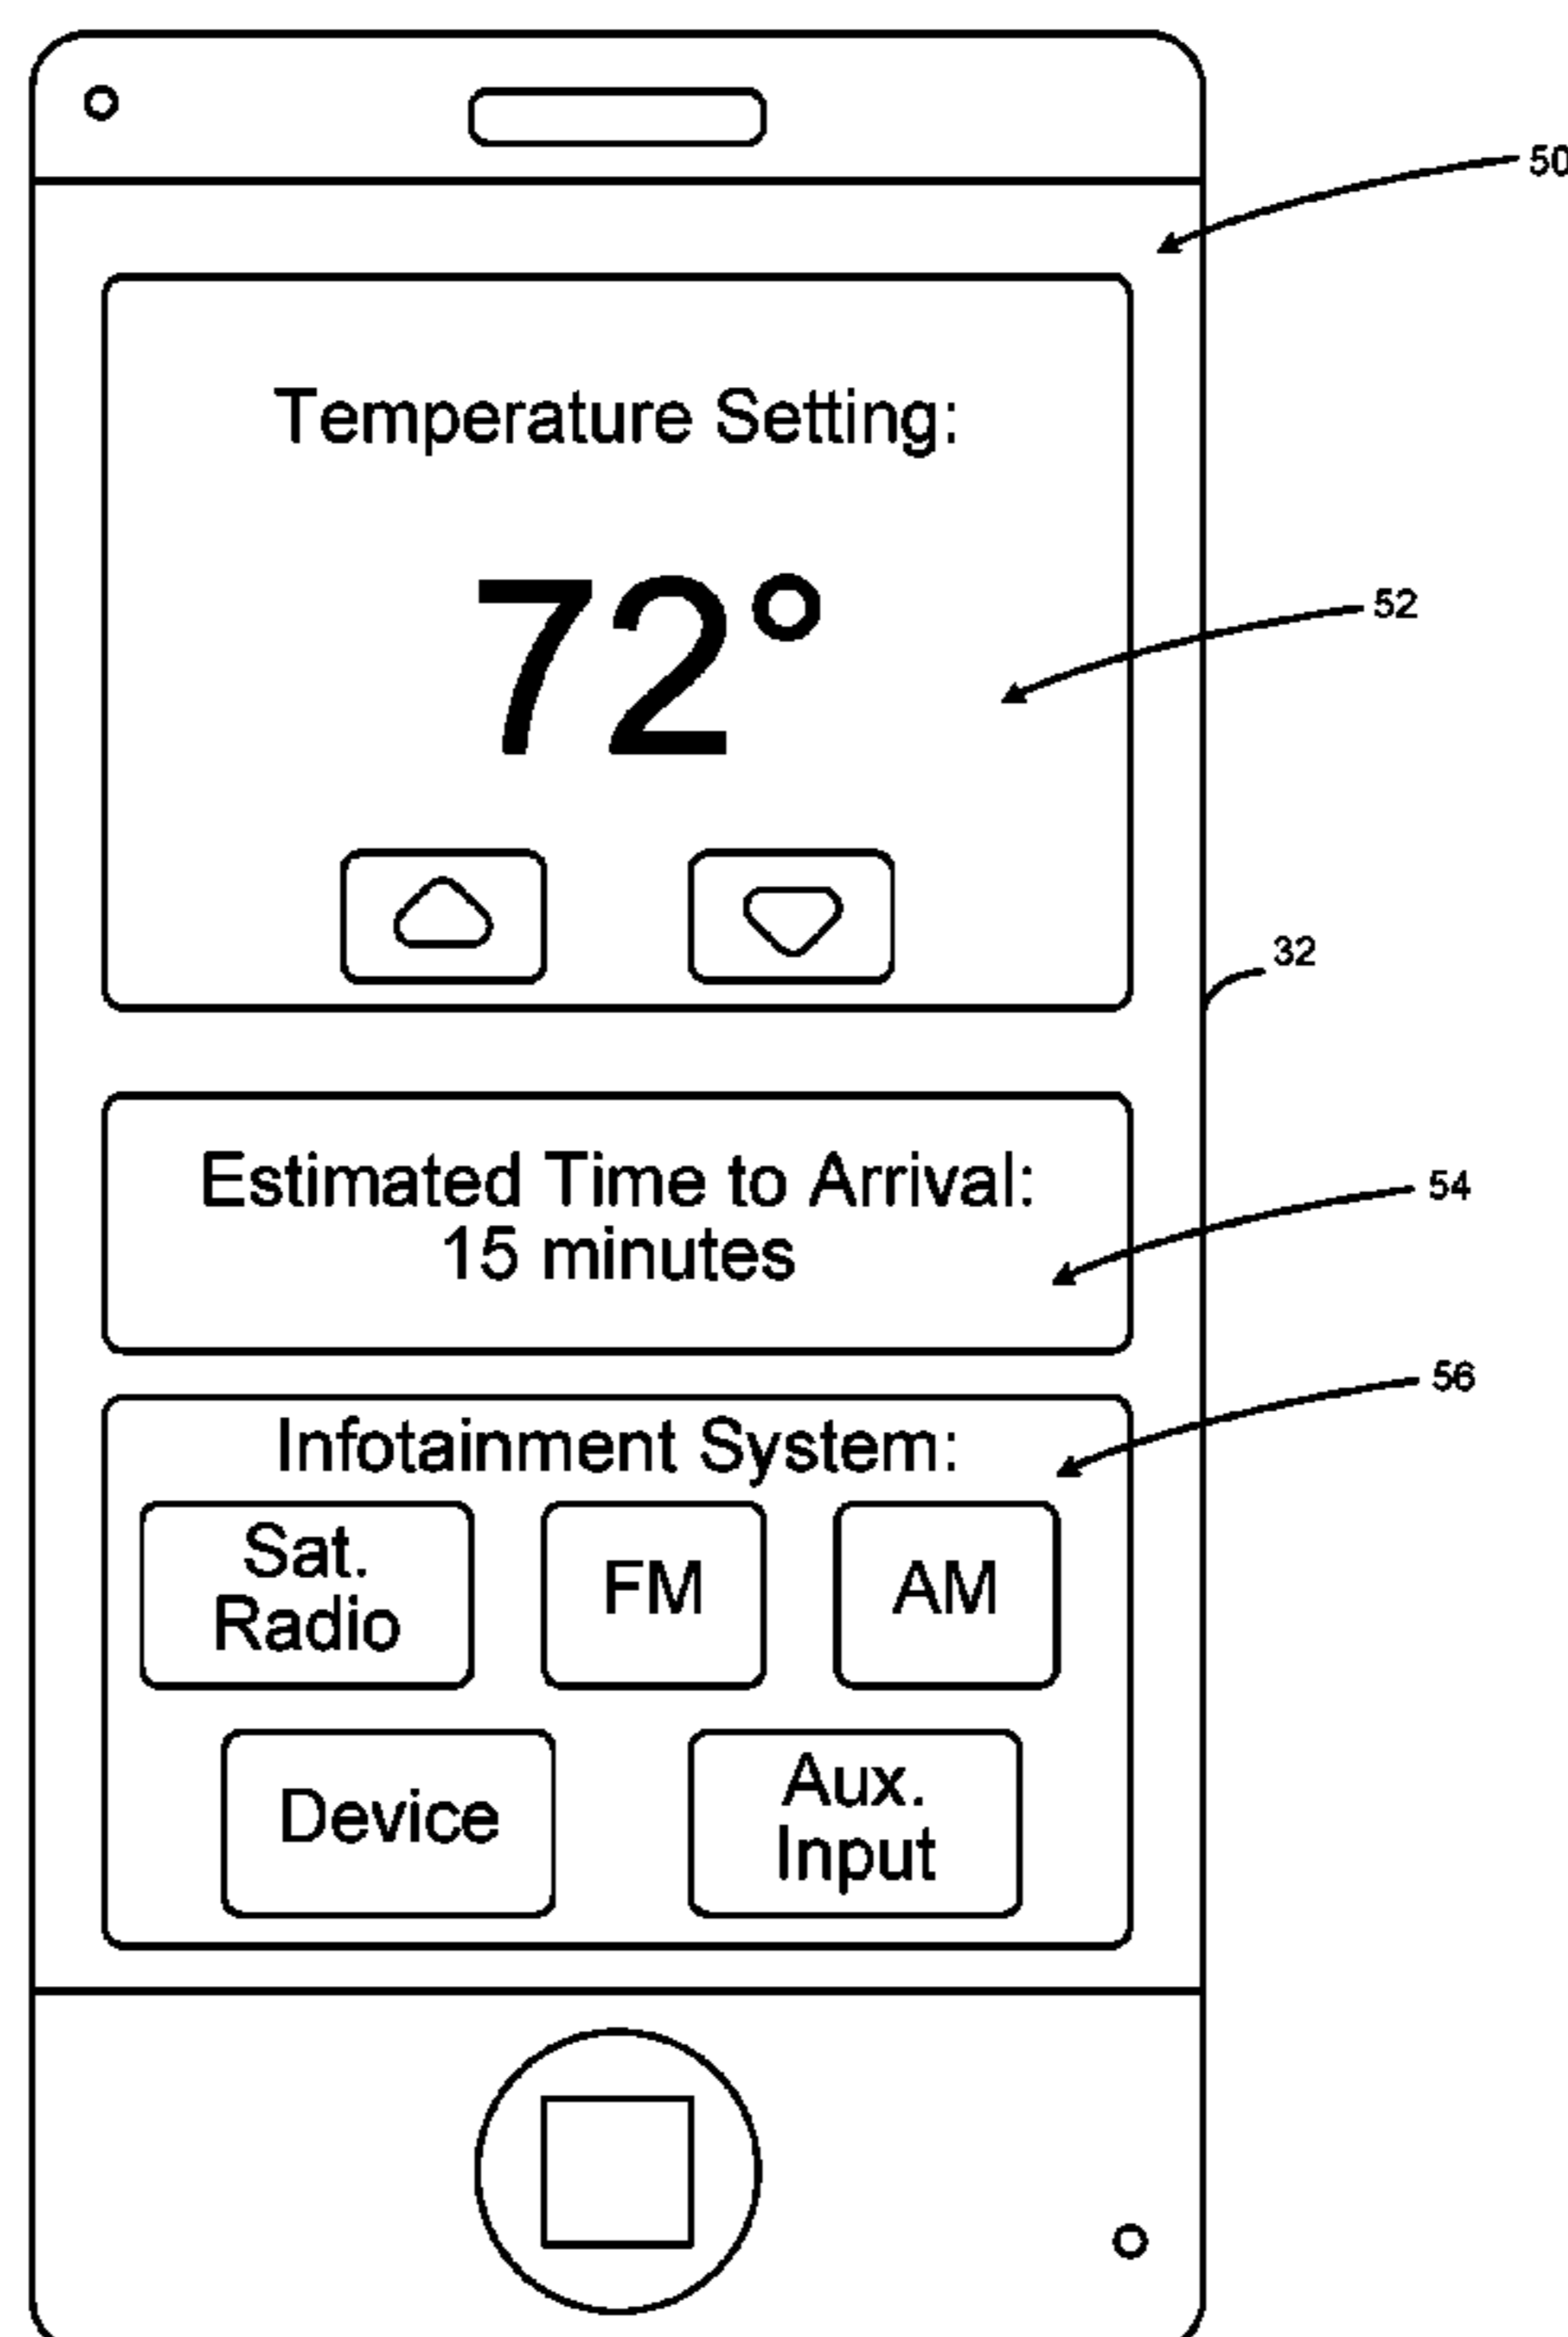 50
Temperature Setting:
72°
52
32
Estimated Time to Arrival:
15 minutes
54
56
Infotainment System:
Sat.
Radio
FM
AM
Device
Aux.
Input